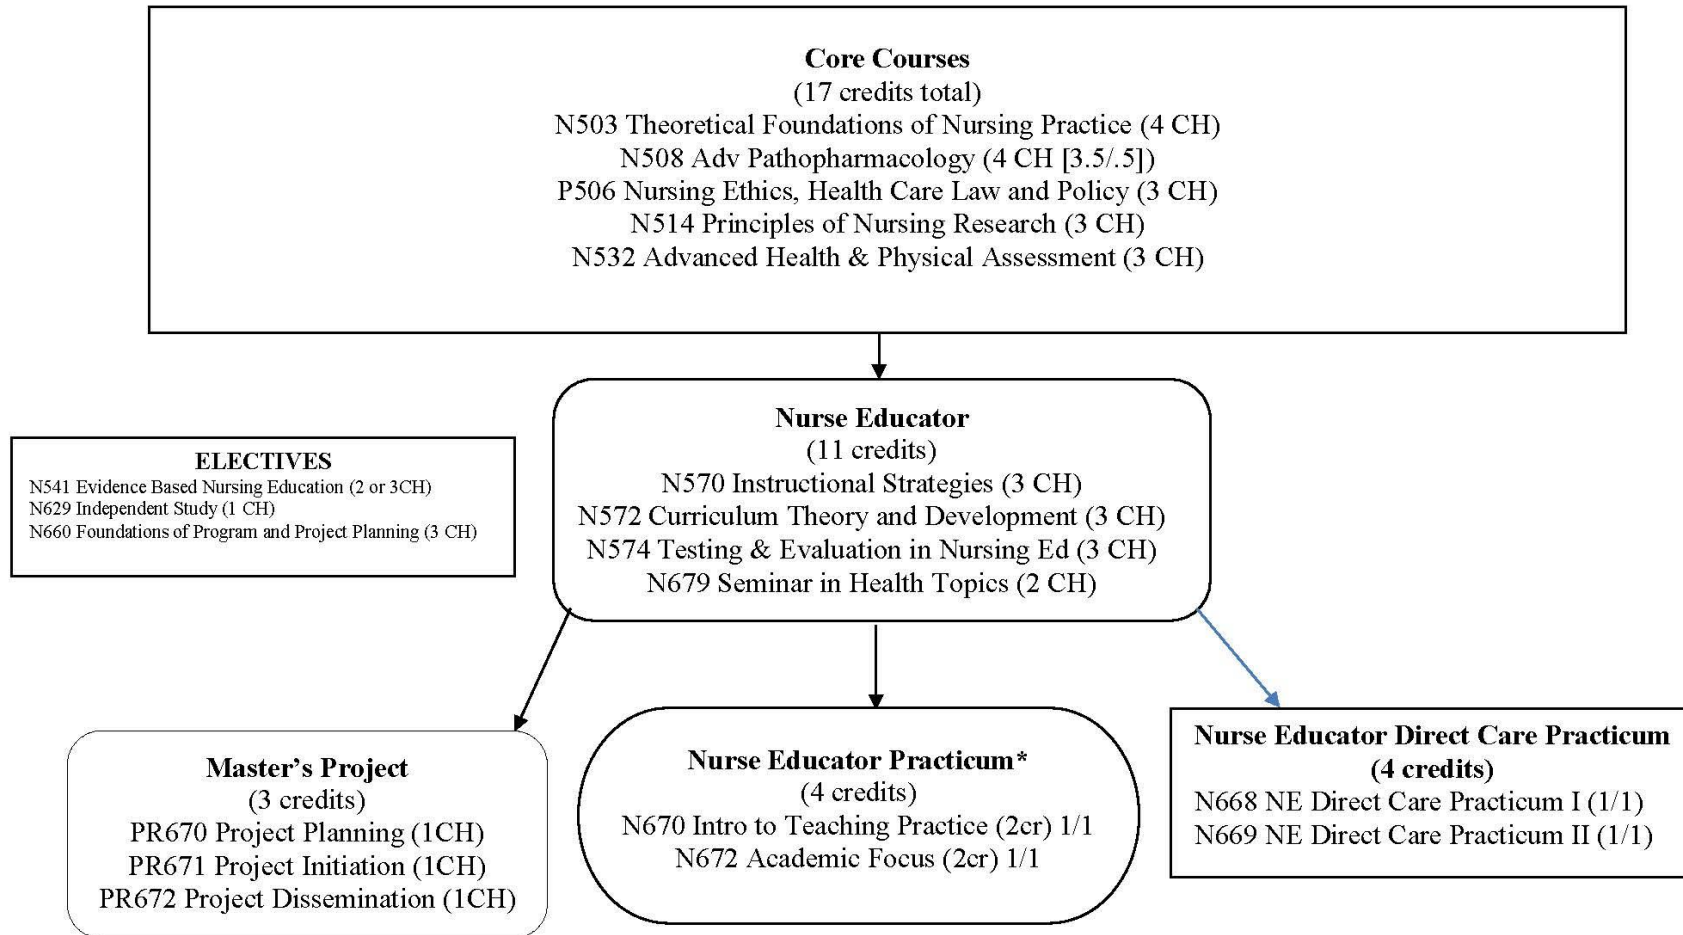 Core Courses
(17 credits total)
N503 Theoretical Foundations of Nursing Practice (4 CH)
N508 Adv Pathopharmacology (4 CH [3.5/.5])
P506 Nursing Ethics, Health Care Law and Policy (3 CH)
N514 Principles of Nursing Research (3 CH)
N532 Advanced Health & Physical Assessment (3 CH)
Nurse Educator
(11 credits)
N570 Instructional Strategies (3 CH)
N572 Curriculum Theory and Development (3 CH)
N574 Testing & Evaluation in Nursing Ed (3 CH)
N679 Seminar in Health Topics (2 CH)
ELECTIVES
N541 Evidence Based Nursing Education (2 or 3CH)
N629 Independent Study (1 CH)
N660 Foundations of Program and Project Planning (3 CH)
Master’s Project
(3 credits)
PR670 Project Planning (1CH)
PR671 Project Initiation (1CH)
PR672 Project Dissemination (1CH)
Nurse Educator Practicum*
(4 credits)
N670 Intro to Teaching Practice (2cr) 1/1
N672 Academic Focus (2cr) 1/1
Nurse Educator Direct Care Practicum
(4 credits)
N668 NE Direct Care Practicum I (1/1)
N669 NE Direct Care Practicum II (1/1)